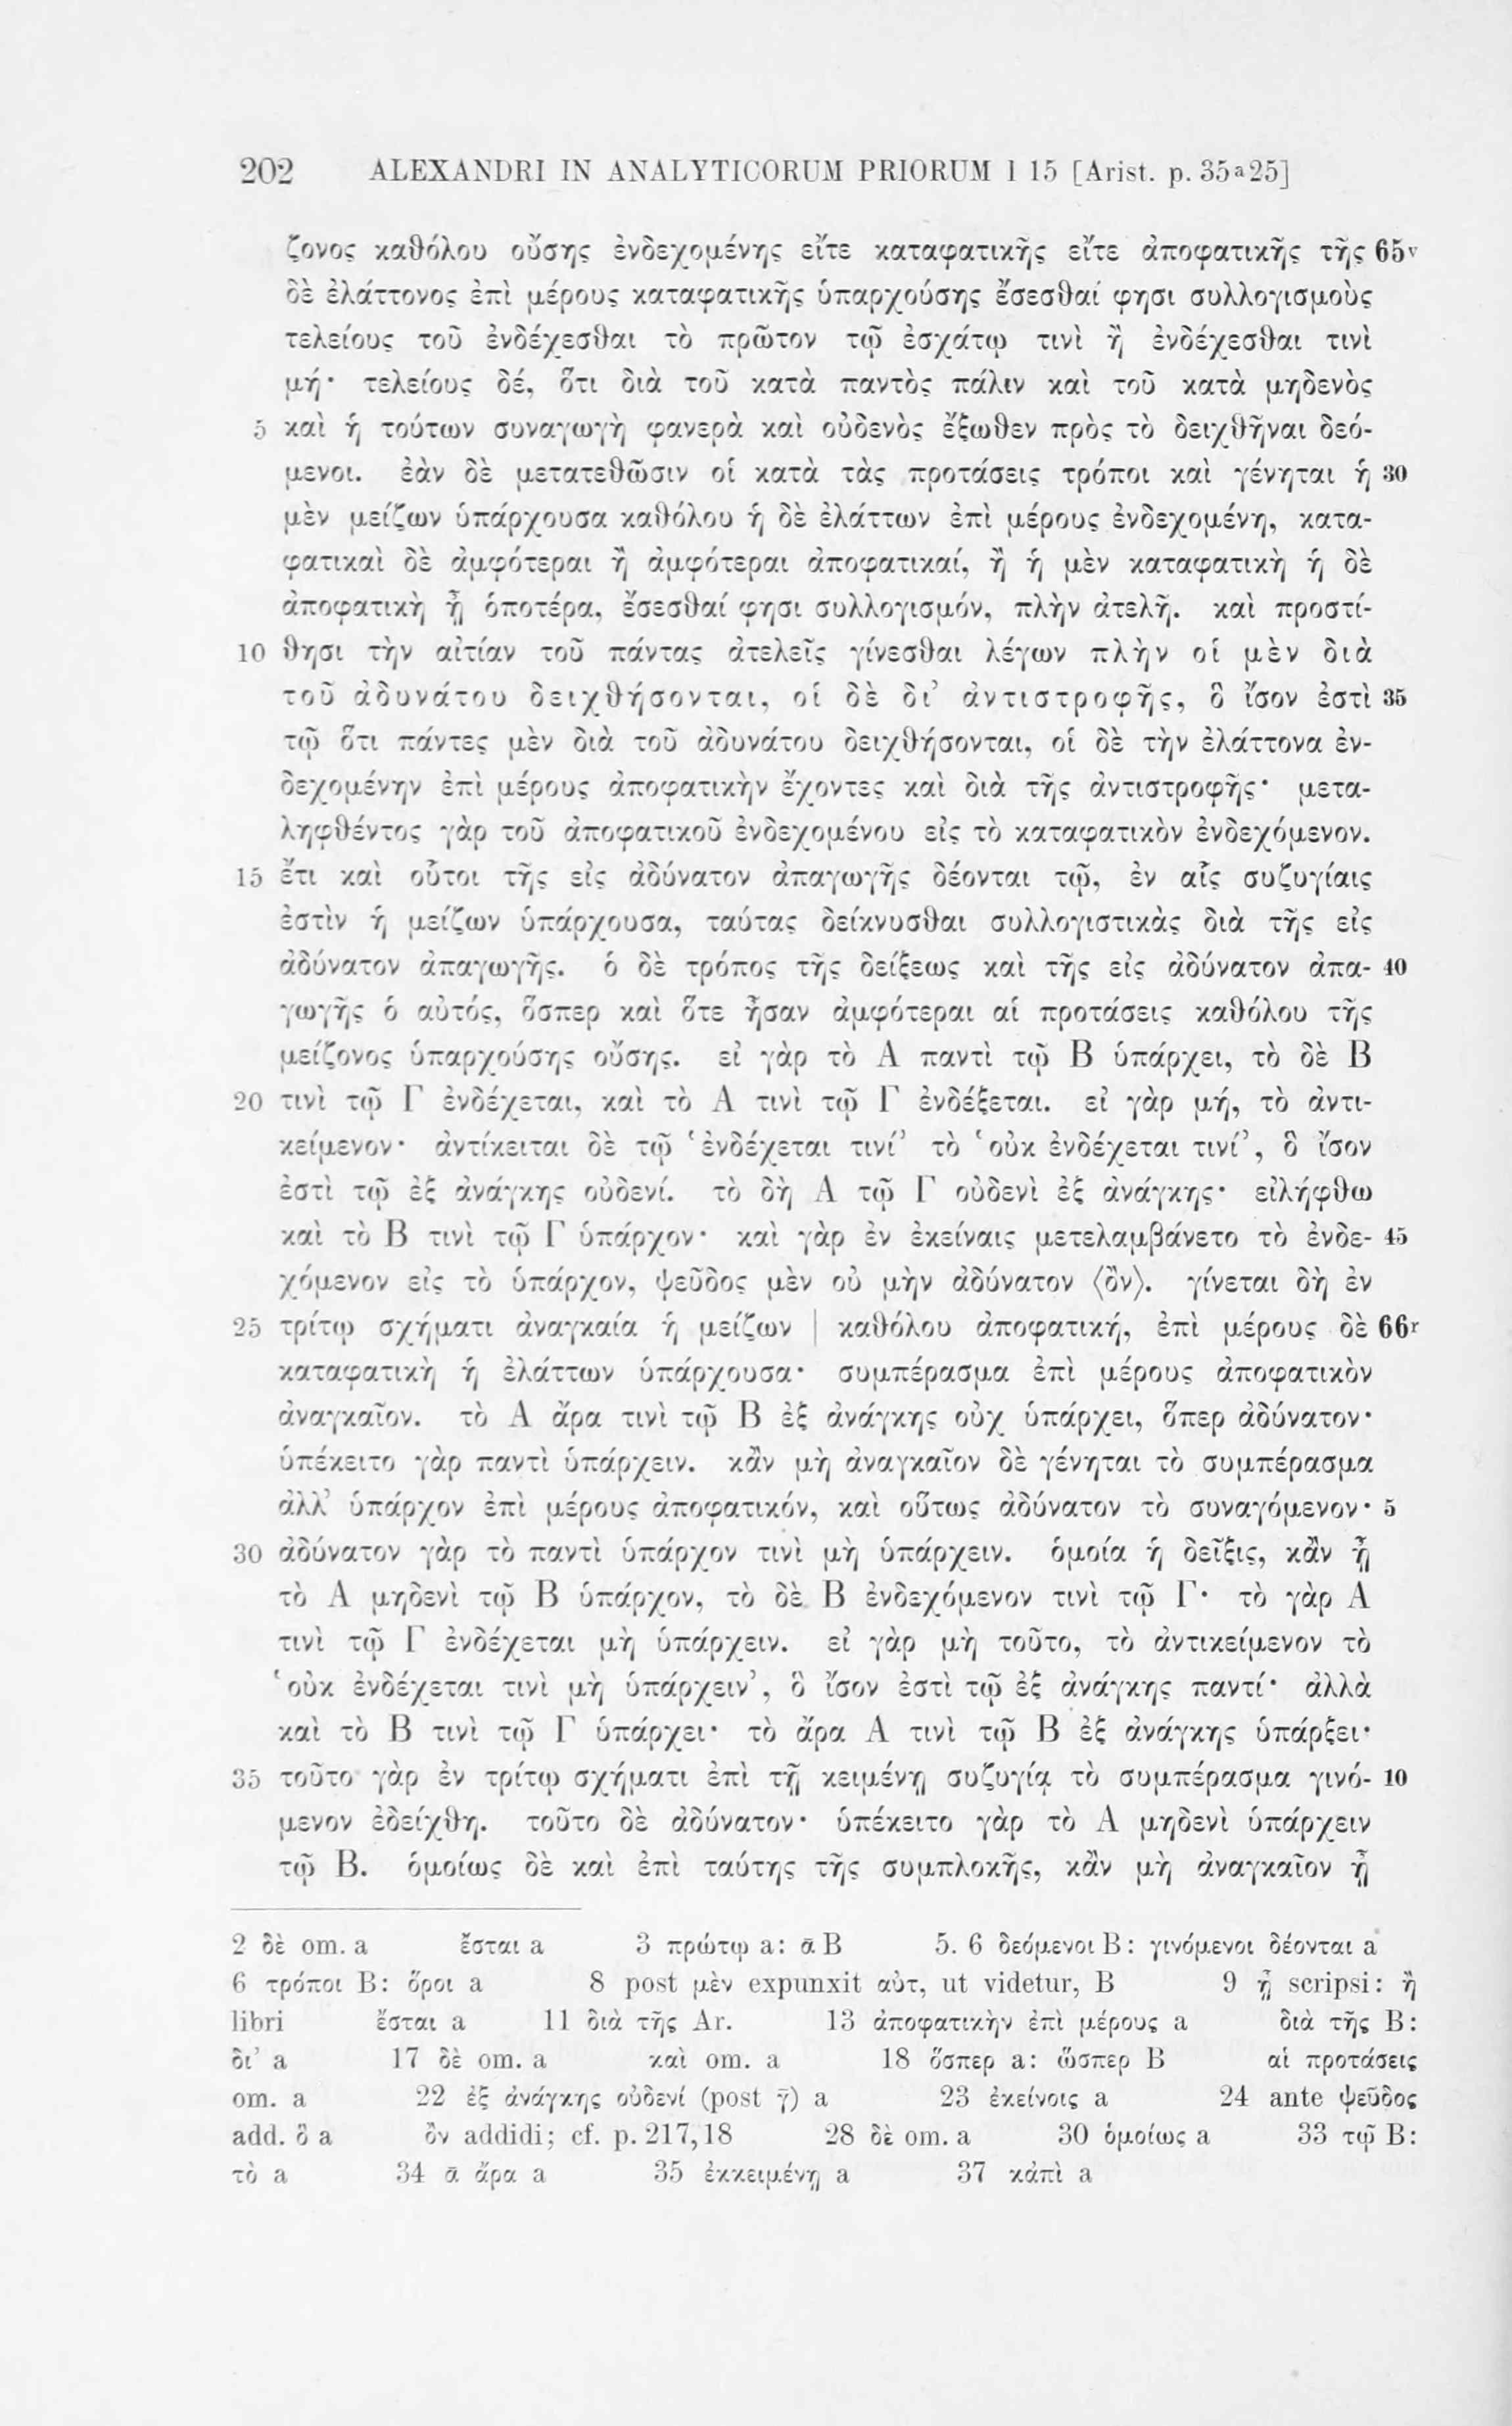 202 ALEXANDRI IN ANALYTICORUM PRIORUM I 15 [Arist. p. 35a25]
ζονος καθόλου οὔσης ἐνδεχομένης εἴτε καταφατικῆς εἴτε ἀποφατικῆς τῆς 65v
δὲ ἐλάττονος ἐπὶ μέρους καταφατικῆς ὑπαρχούσης ἔσεσθαί φησι συλλογισμοὺς
τελείους τοῦ ἐνδέχεσθαι τὸ πρῶτον τῷ ἐσχάτῳ τινὶ ἢ ἐνδέχεσθαι τινὶ
μή· τελείους δέ, ὅτι διὰ τοῦ κατὰ παντὸς πάλιν καὶ τοῦ κατὰ μηδενὸς
5 καὶ ἡ τούτων συναγωγὴ φανερὰ καὶ οὐδενὸς ἔξωθεν πρὸς τὸ δειχθῆναι δεό-
μενοι. ἐὰν δὲ μετατεθῶσιν οἱ κατὰ τὰς προτάσεις τρόποι καὶ γένηται ἡ 30
μὲν μείζων ὑπάρχουσα καθόλου ἡ δὲ ἐλάττων ἐπὶ μέρους ἐνδεχομένη, κατα-
φατικαὶ δὲ ἀμφότεραι ἢ ἀμφότεραι ἀποφατικαί, ἢ ἡ μὲν καταφατικὴ ἡ δὲ
ἀποφατικὴ ᾖ ὁποτέρα, ἔσεσθαί φησι συλλογισμόν, πλὴν ἀτελῆ. καὶ προστί-
10 θησι τὴν αἰτίαν τοῦ πάντας ἀτελεῖς γίνεσθαι λέγων πλὴν οἱ μὲν διὰ
τοῦ ἀδυνάτου δειχθήσονται, οἱ δὲ δι’ ἀντιστροφῆς, ὃ ἴσον ἐστὶ 35
τῷ ὅτι πάντες μὲν διὰ τοῦ ἀδυνάτου δειχθήσονται, οἱ δὲ τὴν ἐλάττονα ἐν-
δεχομένην ἐπὶ μέρους ἀποφατικὴν ἔχοντες καὶ διὰ τῆς ἀντιστροφῆς· μετα-
ληφθέντος γὰρ τοῦ ἀποφατικοῦ ἐνδεχομένου εἰς τὸ καταφατικὸν ἐνδεχόμενον.
15 ἔτι καὶ οὗτοι τῆς εἰς ἀδύνατον ἀπαγωγῆς δέονται τῷ, ἐν αἷς συζυγίαις
ἐστὶν ἡ μείζων ὑπάρχουσα, ταύτας δείκνυσθαι συλλογιστικὰς διὰ τῆς εἰς
ἀδύνατον ἀπαγωγῆς. ὁ δὲ τρόπος τῆς δείξεως καὶ τῆς εἰς ἀδύνατον ἀπα- 40
γωγῆς ὁ αὐτός, ὅσπερ καὶ ὅτε ἦσαν ἀμφότεραι αἱ προτάσεις καθόλου τῆς
μείζονος ὑπαρχούσης οὔσης. εἰ γὰρ τὸ Α παντὶ τῷ Β ὑπάρχει, τὸ δὲ Β
20 τινὶ τῷ Γ ἐνδέχεται, καὶ τὸ Α τινὶ τῷ Γ ἐνδέξεται. εἰ γὰρ μή, τὸ ἀντι-
κείμενον· ἀντίκειται δὲ τῷ ‘ἐνδέχεται τινί’ τὸ ‘οὐκ ἐνδέχεται τινί’, ὃ ἴσον
ἐστὶ τῷ ἐξ ἀνάγκης οὐδενί. τὸ δὴ Α τῷ Γ οὐδενὶ ἐξ ἀνάγκης· εἰλήφθω
καὶ τὸ Β τινὶ τῷ Γ ὑπάρχον· καὶ γὰρ ἐν ἐκείναις μετελαμβάνετο τὸ ἐνδε- 45
χόμενον εἰς τὸ ὑπάρχον, ψεῦδος μὲν οὐ μὴν ἀδύνατον ⟨ὄν⟩. γίνεται δὴ ἐν
25 τρίτῳ σχήματι ἀναγκαία ἡ μείζων | καθόλου ἀποφατική, ἐπὶ μέρους δὲ 66r
καταφατικὴ ἡ ἐλάττων ὑπάρχουσα· συμπέρασμα ἐπὶ μέρους ἀποφατικὸν
ἀναγκαῖον. τὸ Α ἄρα τινὶ τῷ Β ἐξ ἀνάγκης οὐχ ὑπάρχει, ὅπερ ἀδύνατον·
ὑπέκειτο γὰρ παντὶ ὑπάρχειν. κἂν μὴ ἀναγκαῖον δὲ γένηται τὸ συμπέρασμα
ἀλλ’ ὑπάρχον ἐπὶ μέρους ἀποφατικόν, καὶ οὕτως ἀδύνατον τὸ συναγόμενον· 5
30 ἀδύνατον γὰρ τὸ παντὶ ὑπάρχον τινὶ μὴ ὑπάρχειν. ὁμοία ἡ δεῖξις, κἂν ᾖ
τὸ Α μηδενὶ τῷ Β ὑπάρχον, τὸ δὲ Β ἐνδεχόμενον τινὶ τῷ Γ· τὸ γὰρ Α
τινὶ τῷ Γ ἐνδέχεται μὴ ὑπάρχειν. εἰ γὰρ μὴ τοῦτο, τὸ ἀντικείμενον τὸ
‘οὐκ ἐνδέχεται τινὶ μὴ ὑπάρχειν’, ὃ ἴσον ἐστὶ τῷ ἐξ ἀνάγκης παντί· ἀλλὰ
καὶ τὸ Β τινὶ τῷ Γ ὑπάρχει· τὸ ἄρα Α τινὶ τῷ Β ἐξ ἀνάγκης ὑπάρξει·
35 τοῦτο γὰρ ἐν τρίτῳ σχήματι ἐπὶ τῇ κειμένῃ συζυγίᾳ τὸ συμπέρασμα γινό- 10
μενον ἐδείχθη. τοῦτο δὲ ἀδύνατον· ὑπέκειτο γὰρ τὸ Α μηδενὶ ὑπάρχειν
τῷ Β. ὁμοίως δὲ καὶ ἐπὶ ταύτης τῆς συμπλοκῆς, κἂν μὴ ἀναγκαῖον ᾖ
2 δὲ om. a ἔσται a 3 πρώτῳ a: ᾱ B 5. 6 δεόμενοι B: γινόμενοι δέονται a
6 τρόποι B: ὅροι a 8 post μὲν expunxit αὐτ, ut videtur, B 9 ᾖ scripsi: ἢ
libri ἔσται a 11 διὰ τῆς Ar. 13 ἀποφατικὴν ἐπὶ μέρους a διὰ τῆς B:
δι’ a 17 δὲ om. a καὶ om. a 18 ὅσπερ a: ὥσπερ B αἱ προτάσεις
om. a 22 ἐξ ἀνάγκης οὐδενί (post γ̄) a 23 ἐκείνοις a 24 ante ψεῦδος
add. ὃ a ὂν addidi; cf. p. 217,18 28 δὲ om. a 30 ὁμοίως a 33 τῷ B:
τὸ a 34 ᾱ ἄρα a 35 ἐκκειμένῃ a 37 κἀπὶ a